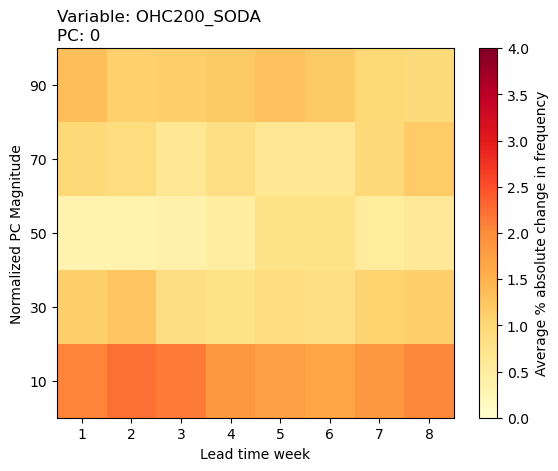 Variable: OHC200_SODA
PC: 0
Normalized PC Magnitude
90
70
50
30
10
1 2 3 4 5 6 7 8
Lead time week
4.0
3.5
3.0
2.5
2.0
1.5
1.0
0.5
0.0
Average % absolute change in frequency